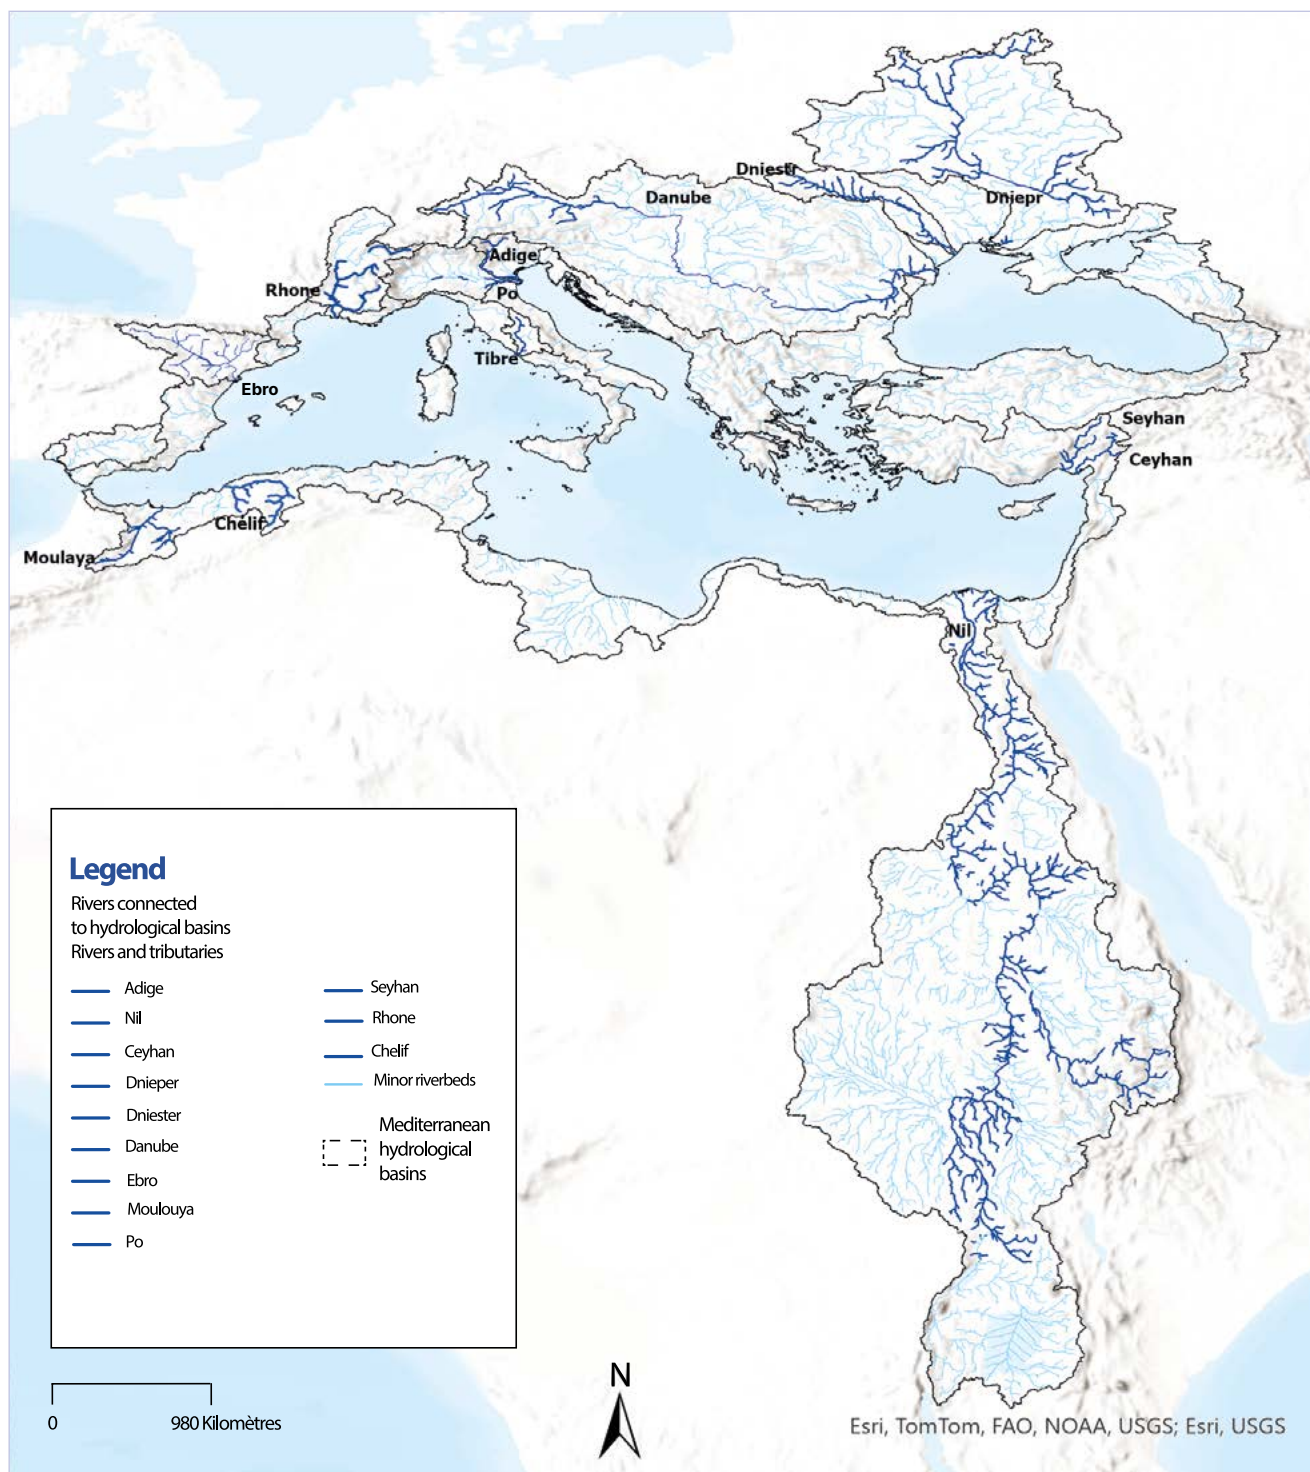 Dniestr
Danube
Dniepr
Adige
Rhone
Po
Tibre
Ebro
Seyhan
Ceyhan
Chélif
Moulaya
Nil
Legend
Rivers connected
to hydrological basins
Rivers and tributaries
Adige
Nil
Ceyhan
Dnieper
Dniester
Danube
Ebro
Moulouya
Po
Seyhan
Rhone
Chelif
Minor riverbeds
Mediterranean
hydrological
basins
0 980 Kilomètres
N
Esri, TomTom, FAO, NOAA, USGS; Esri, USGS